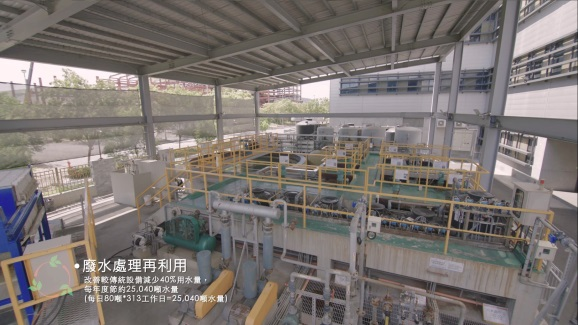 •廢水處理再利用
改善較傳統設備減少40%用水量，
每年度節約25,040噸水量
(每日80噸*313工作日=25,040噸水量)